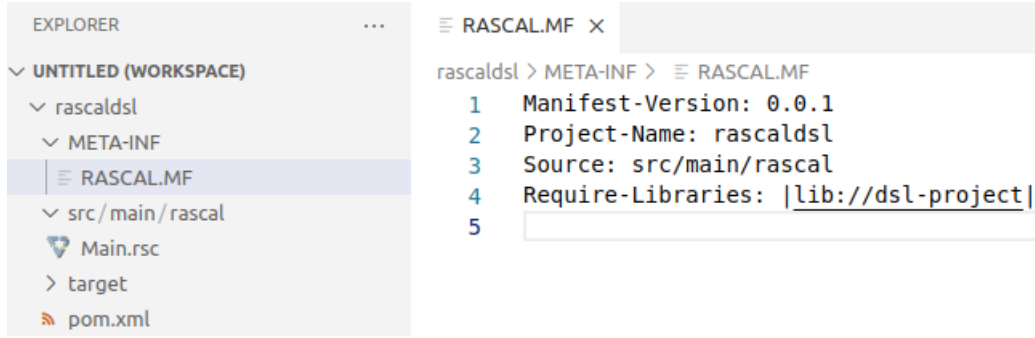 EXPLORER ...
UNTITLED (WORKSPACE)
rascaldsl
META-INF
RASCAL.MF
src/main/rascal
Main.rsc
target
pom.xml
RASCAL.MF ×
rascaldsl > META-INF > RASCAL.MF
1 Manifest-Version: 0.0.1
2 Project-Name: rascaldsl
3 Source: src/main/rascal
4 Require-Libraries: |lib://dsl-project|
5